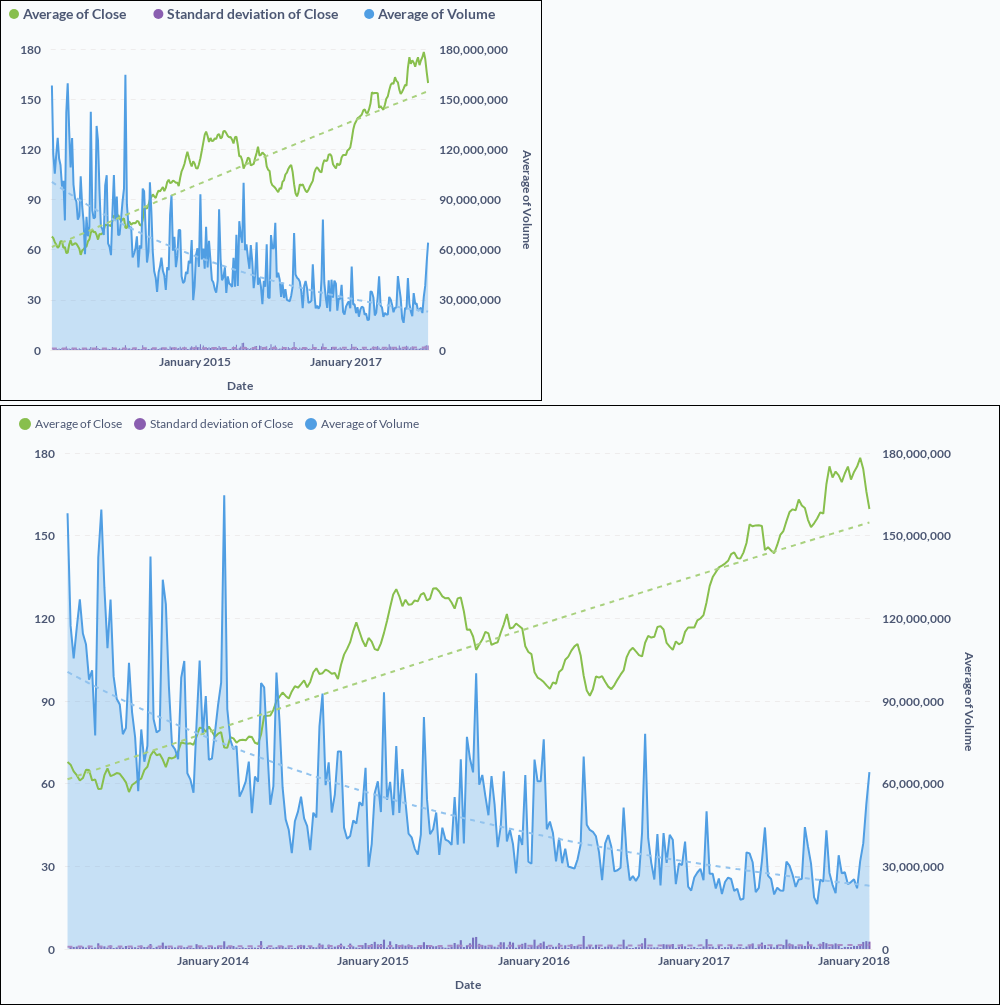 Average of Close Standard deviation of Close Average of Volume
180 180,000,000
150 150,000,000
120 120,000,000
90 90,000,000
60 60,000,000
30 30,000,000
0 0
Average of Volume
January 2015 January 2017
Date
Average of Close Standard deviation of Close Average of Volume
180 180,000,000
150 150,000,000
120 120,000,000
90 90,000,000
60 60,000,000
30 30,000,000
0 0
Average of Volume
January 2014 January 2015 January 2016 January 2017 January 2018
Date